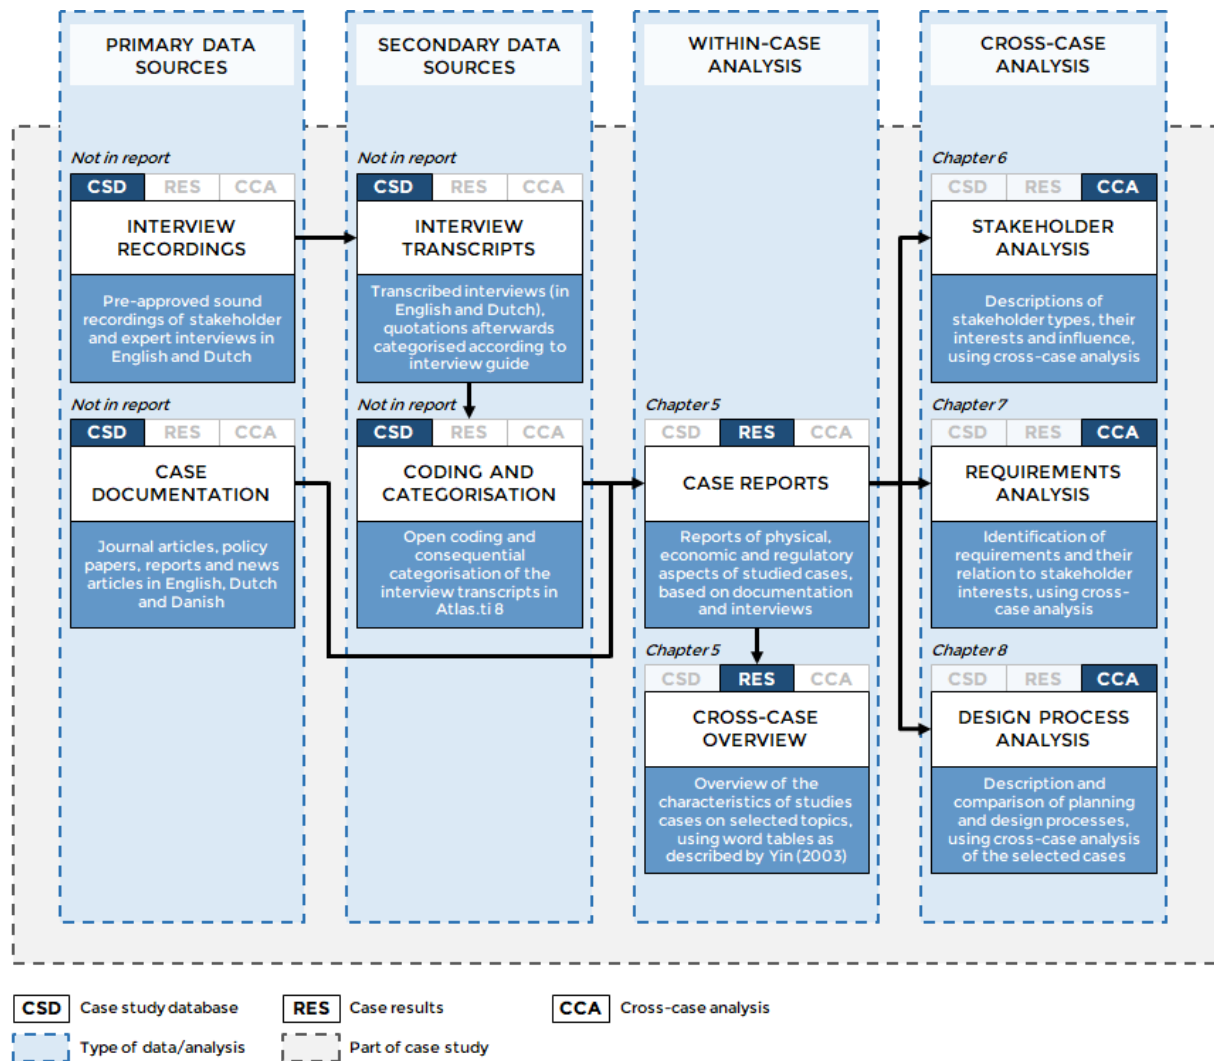 PRIMARY DATA
SOURCES
SECONDARY DATA
SOURCES
WITHIN-CASE
ANALYSIS
CROSS-CASE
ANALYSIS
Not in report
CSD RES CCA
INTERVIEW
RECORDINGS
Pre-approved sound
recordings of stakeholder
and expert interviews in
English and Dutch
Not in report
CSD RES CCA
CASE
DOCUMENTATION
Journal articles, policy
papers, reports and news
articles in English, Dutch
and Danish
Not in report
CSD RES CCA
INTERVIEW
TRANSCRIPTS
Transcribed interviews (in
English and Dutch),
quotations afterwards
categorised according to
interview guide
Not in report
CSD RES CCA
CODING AND
CATEGORISATION
Open coding and
consequential
categorisation of the
interview transcripts in
Atlas.ti 8
Chapter 5
CSD RES CCA
CASE REPORTS
Reports of physical,
economic and regulatory
aspects of studied cases,
based on documentation
and interviews
Chapter 5
CSD RES CCA
CROSS-CASE
OVERVIEW
Overview of the
characteristics of studies
cases on selected topics,
using word tables as
described by Yin (2003)
Chapter 6
CSD RES CCA
STAKEHOLDER
ANALYSIS
Descriptions of
stakeholder types, their
interests and influence,
using cross-case analysis
Chapter 7
CSD RES CCA
REQUIREMENTS
ANALYSIS
Identification of
requirements and their
relation to stakeholder
interests, using cross-
case analysis
Chapter 8
CSD RES CCA
DESIGN PROCESS
ANALYSIS
Description and
comparison of planning
and design processes,
using cross-case analysis
of the selected cases
CSD Case study database
RES Case results
CCA Cross-case analysis
Type of data/analysis
Part of case study